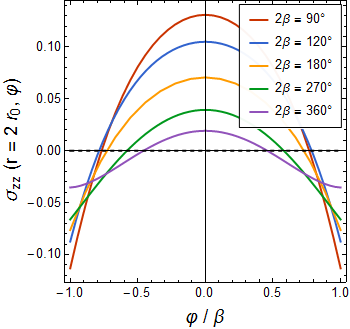 σzz (r = 2 r0, φ)
0.10
0.05
0.00
−0.05
−0.10
2β = 90°
2β = 120°
2β = 180°
2β = 270°
2β = 360°
−1.0 −0.5 0.0 0.5 1.0
φ / β